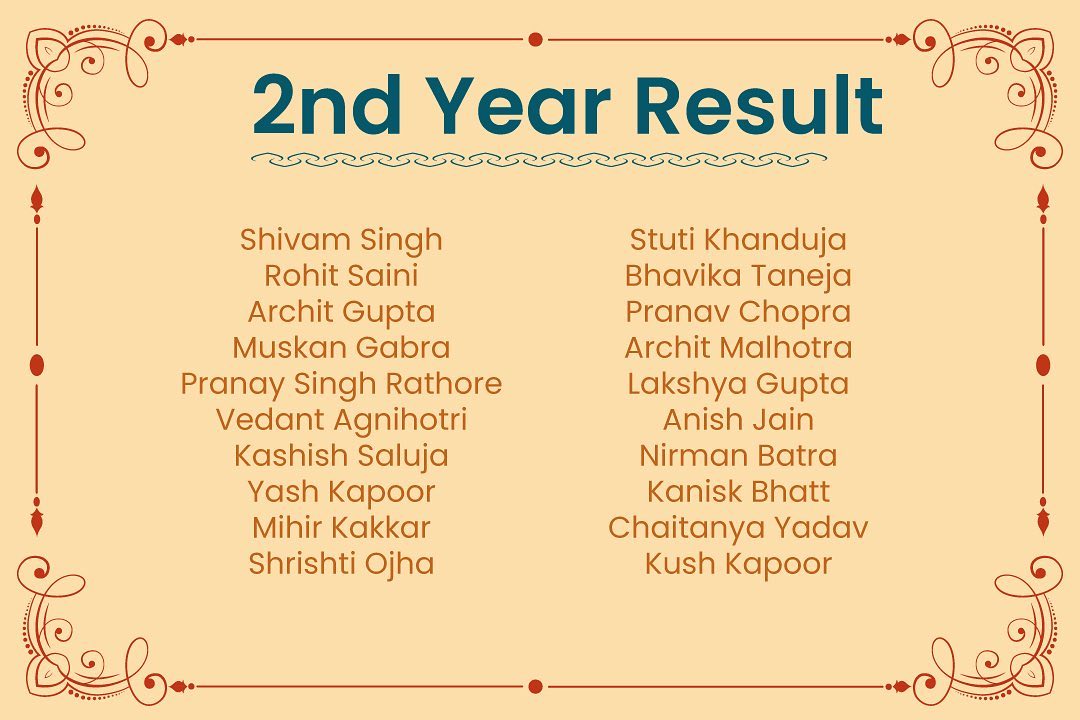 2nd Year Result
Shivam Singh
Rohit Saini
Archit Gupta
Muskan Gabra
Pranay Singh Rathore
Vedant Agnihotri
Kashish Saluja
Yash Kapoor
Mihir Kakkar
Shrishti Ojha
Stuti Khanduja
Bhavika Taneja
Pranav Chopra
Archit Malhotra
Lakshya Gupta
Anish Jain
Nirman Batra
Kanisk Bhatt
Chaitanya Yadav
Kush Kapoor